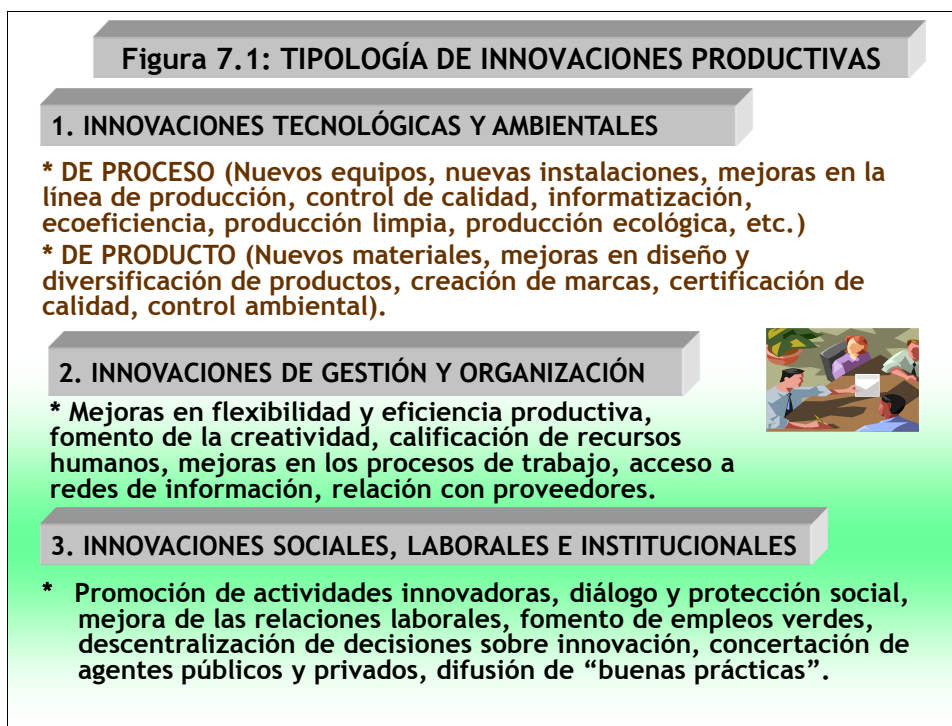 Figura 7.1: TIPOLOGÍA DE INNOVACIONES PRODUCTIVAS
1. INNOVACIONES TECNOLÓGICAS Y AMBIENTALES
* DE PROCESO (Nuevos equipos, nuevas instalaciones, mejoras en la
línea de producción, control de calidad, informatización,
ecoeficiencia, producción limpia, producción ecológica, etc.)
* DE PRODUCTO (Nuevos materiales, mejoras en diseño y
diversificación de productos, creación de marcas, certificación de
calidad, control ambiental).
2. INNOVACIONES DE GESTIÓN Y ORGANIZACIÓN
* Mejoras en flexibilidad y eficiencia productiva,
fomento de la creatividad, calificación de recursos
humanos, mejoras en los procesos de trabajo, acceso a
redes de información, relación con proveedores.
3. INNOVACIONES SOCIALES, LABORALES E INSTITUCIONALES
* Promoción de actividades innovadoras, diálogo y protección social,
mejora de las relaciones laborales, fomento de empleos verdes,
descentralización de decisiones sobre innovación, concertación de
agentes públicos y privados, difusión de “buenas prácticas”.